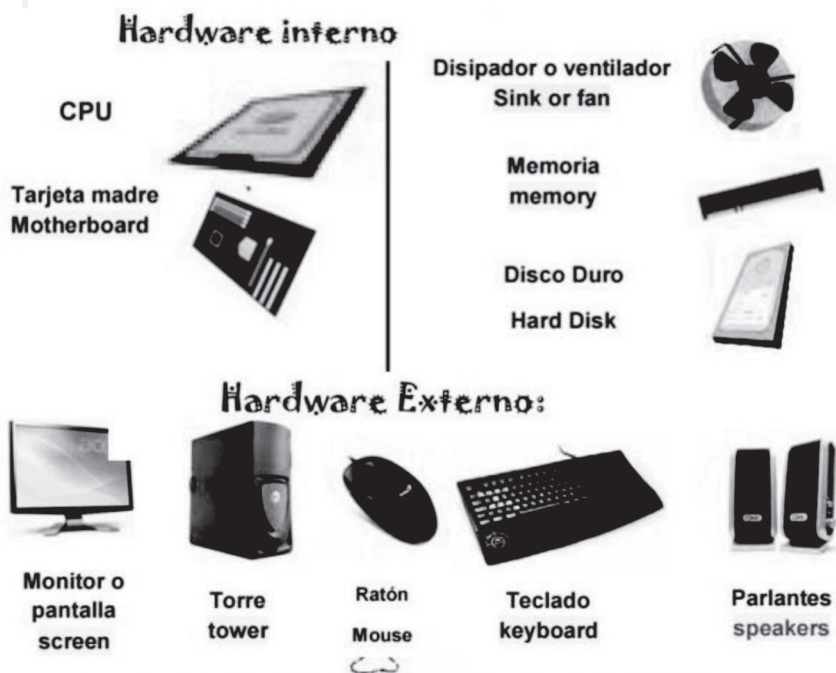 Hardware interno
CPU
Tarjeta madre
Motherboard
Disipador o ventilador
Sink or fan
Memoria
memory
Disco Duro
Hard Disk
Hardware Externo:
Monitor o
pantalla
screen
Torre
tower
Ratón
Mouse
Teclado
keyboard
Parlantes
speakers